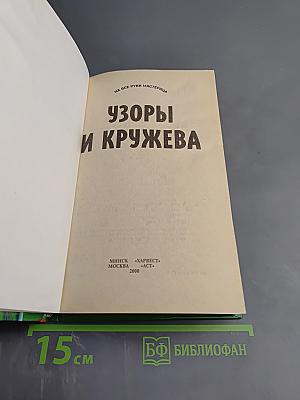 НА ВСЕ РУКИ МАСТЕРИЦА
УЗОРЫ
И КРУЖЕВА
МИНСК «ХАРВЕСТ»
МОСКВА «АСТ»
2000
15 см
БФ БИБЛИОФАН